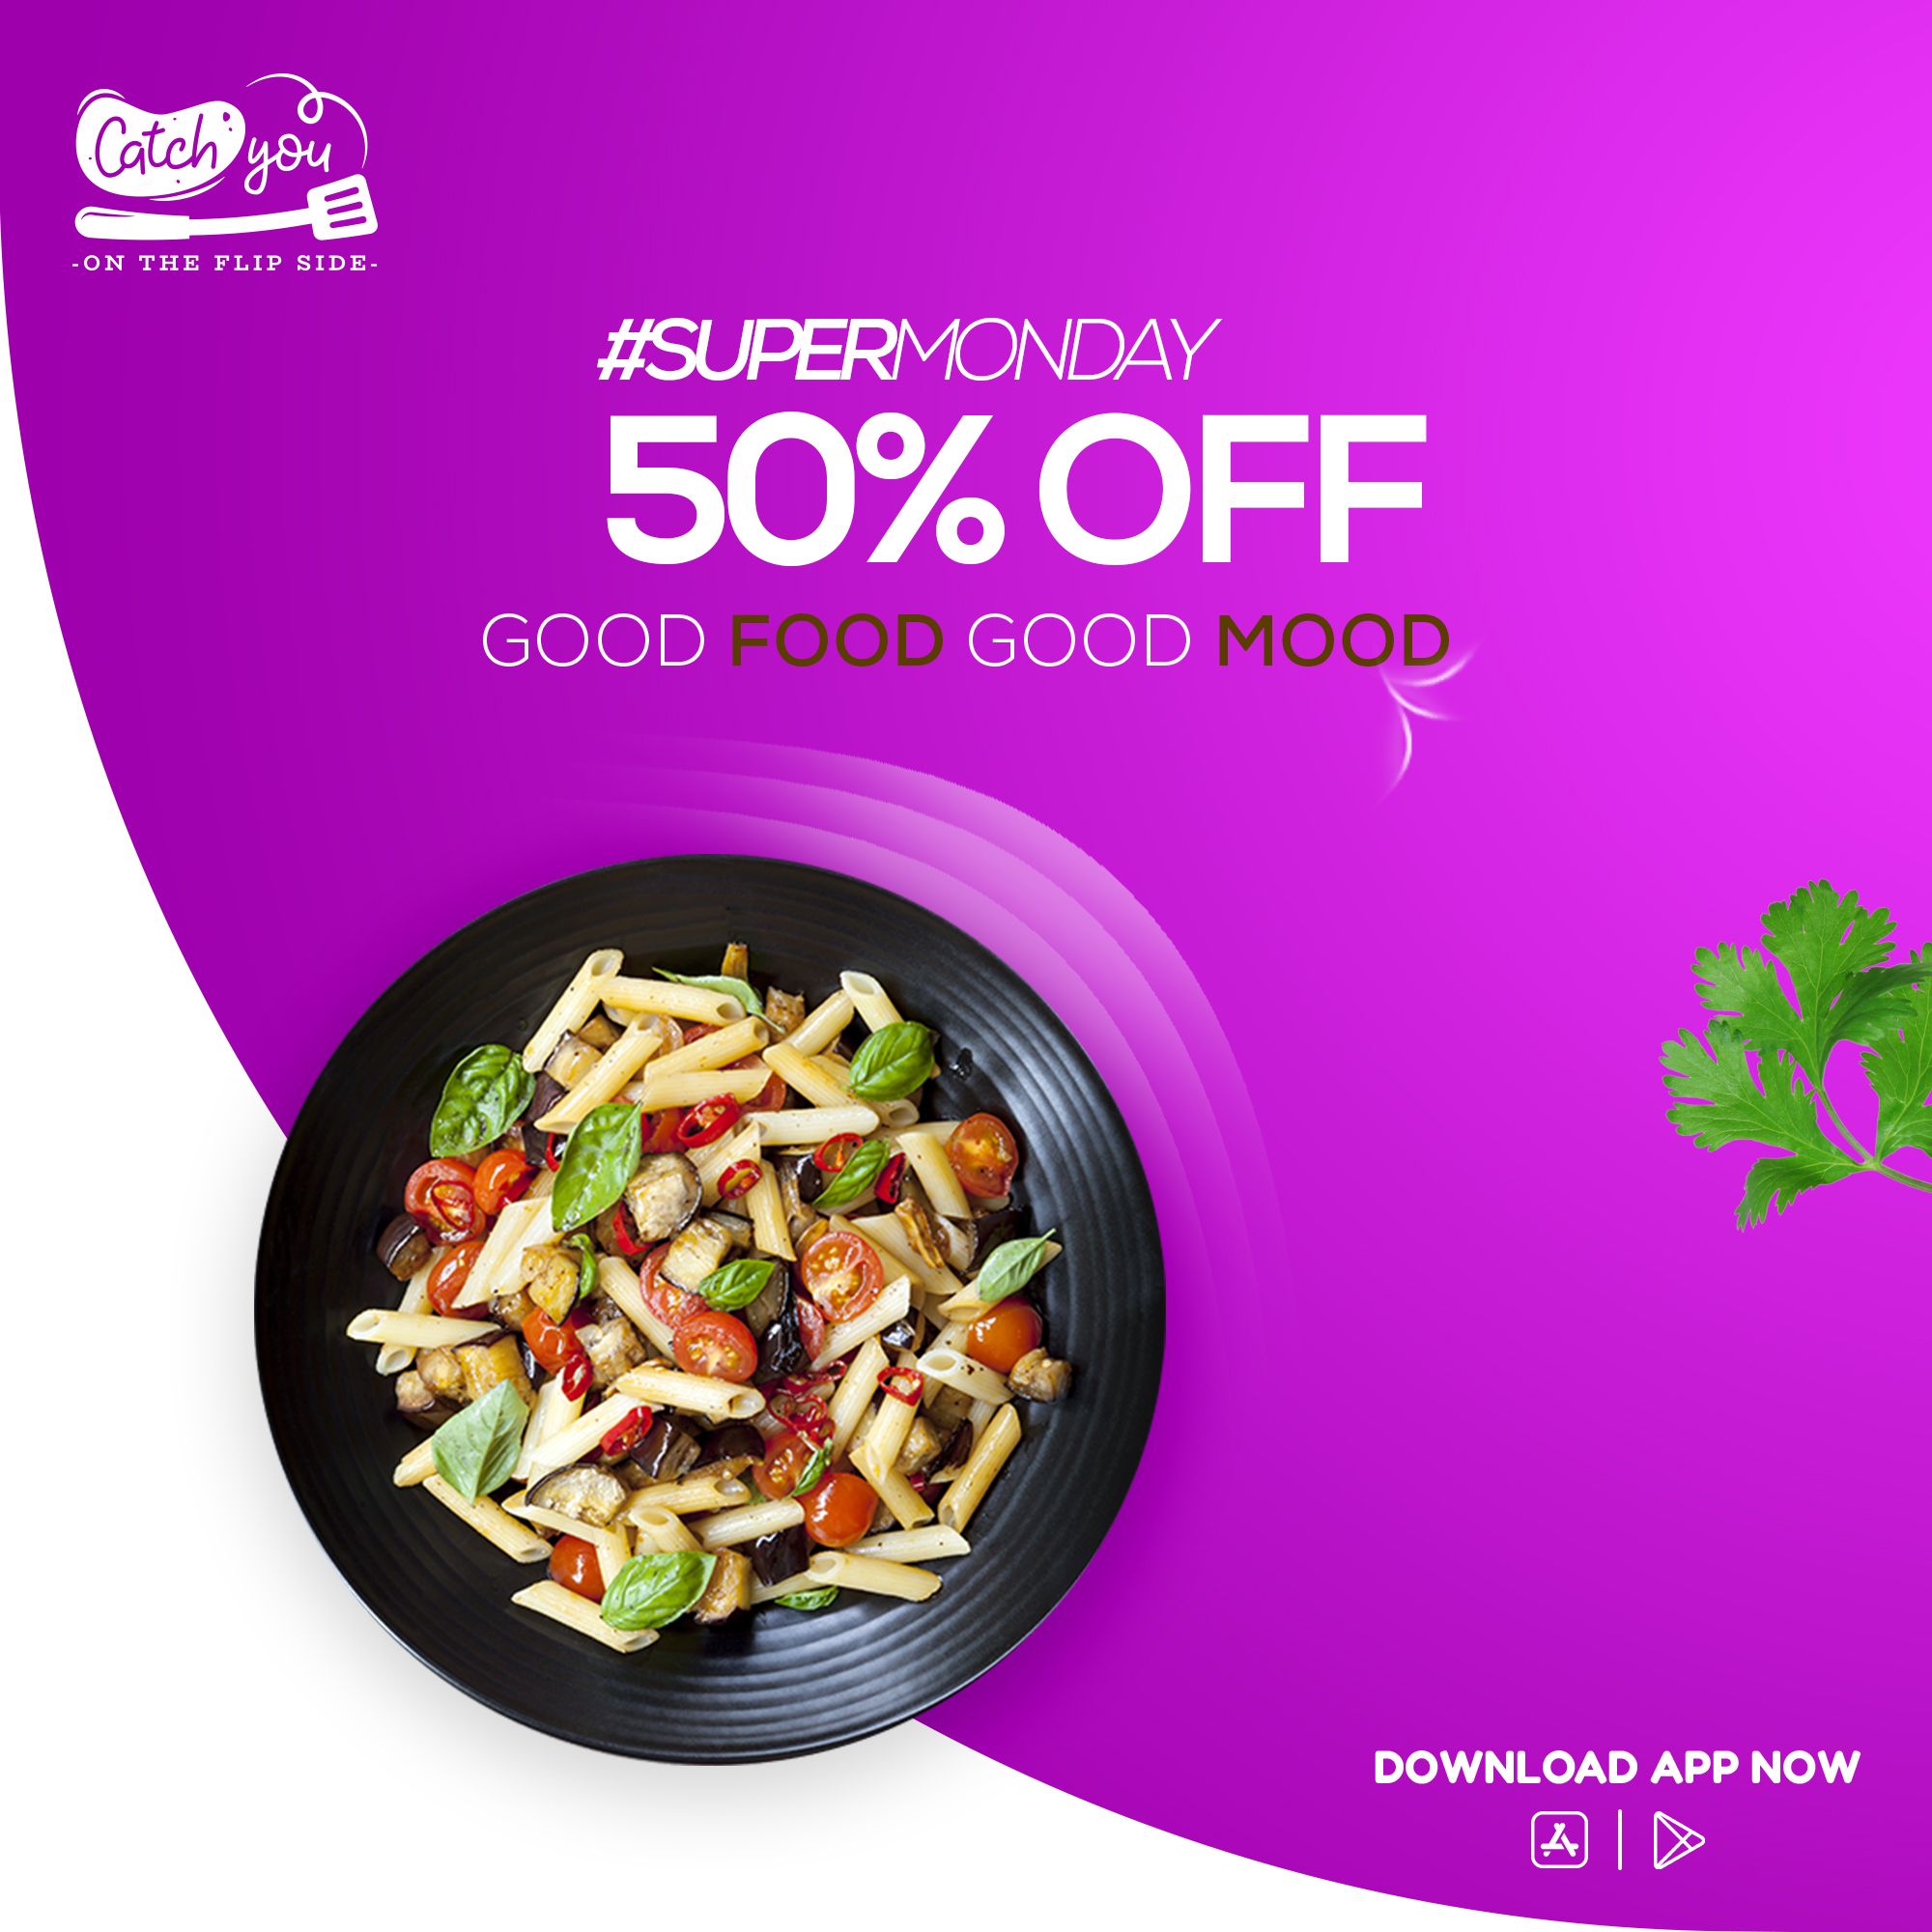 Catch you
-ON THE FLIP SIDE-
#SUPERMONDAY
50% OFF
GOOD FOOD GOOD MOOD
DOWNLOAD APP NOW